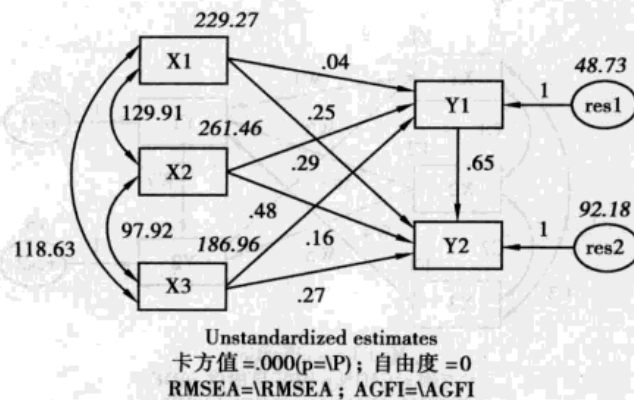 229.27
X1
.04
48.73
Y1
1
res1
129.91
.25
261.46
X2
.29
.65
.48
92.18
97.92
186.96
.16
Y2
1
res2
118.63
X3
.27
Unstandardized estimates
卡方值=.000(p=\P)；自由度=0
RMSEA=\RMSEA；AGFI=\AGFI